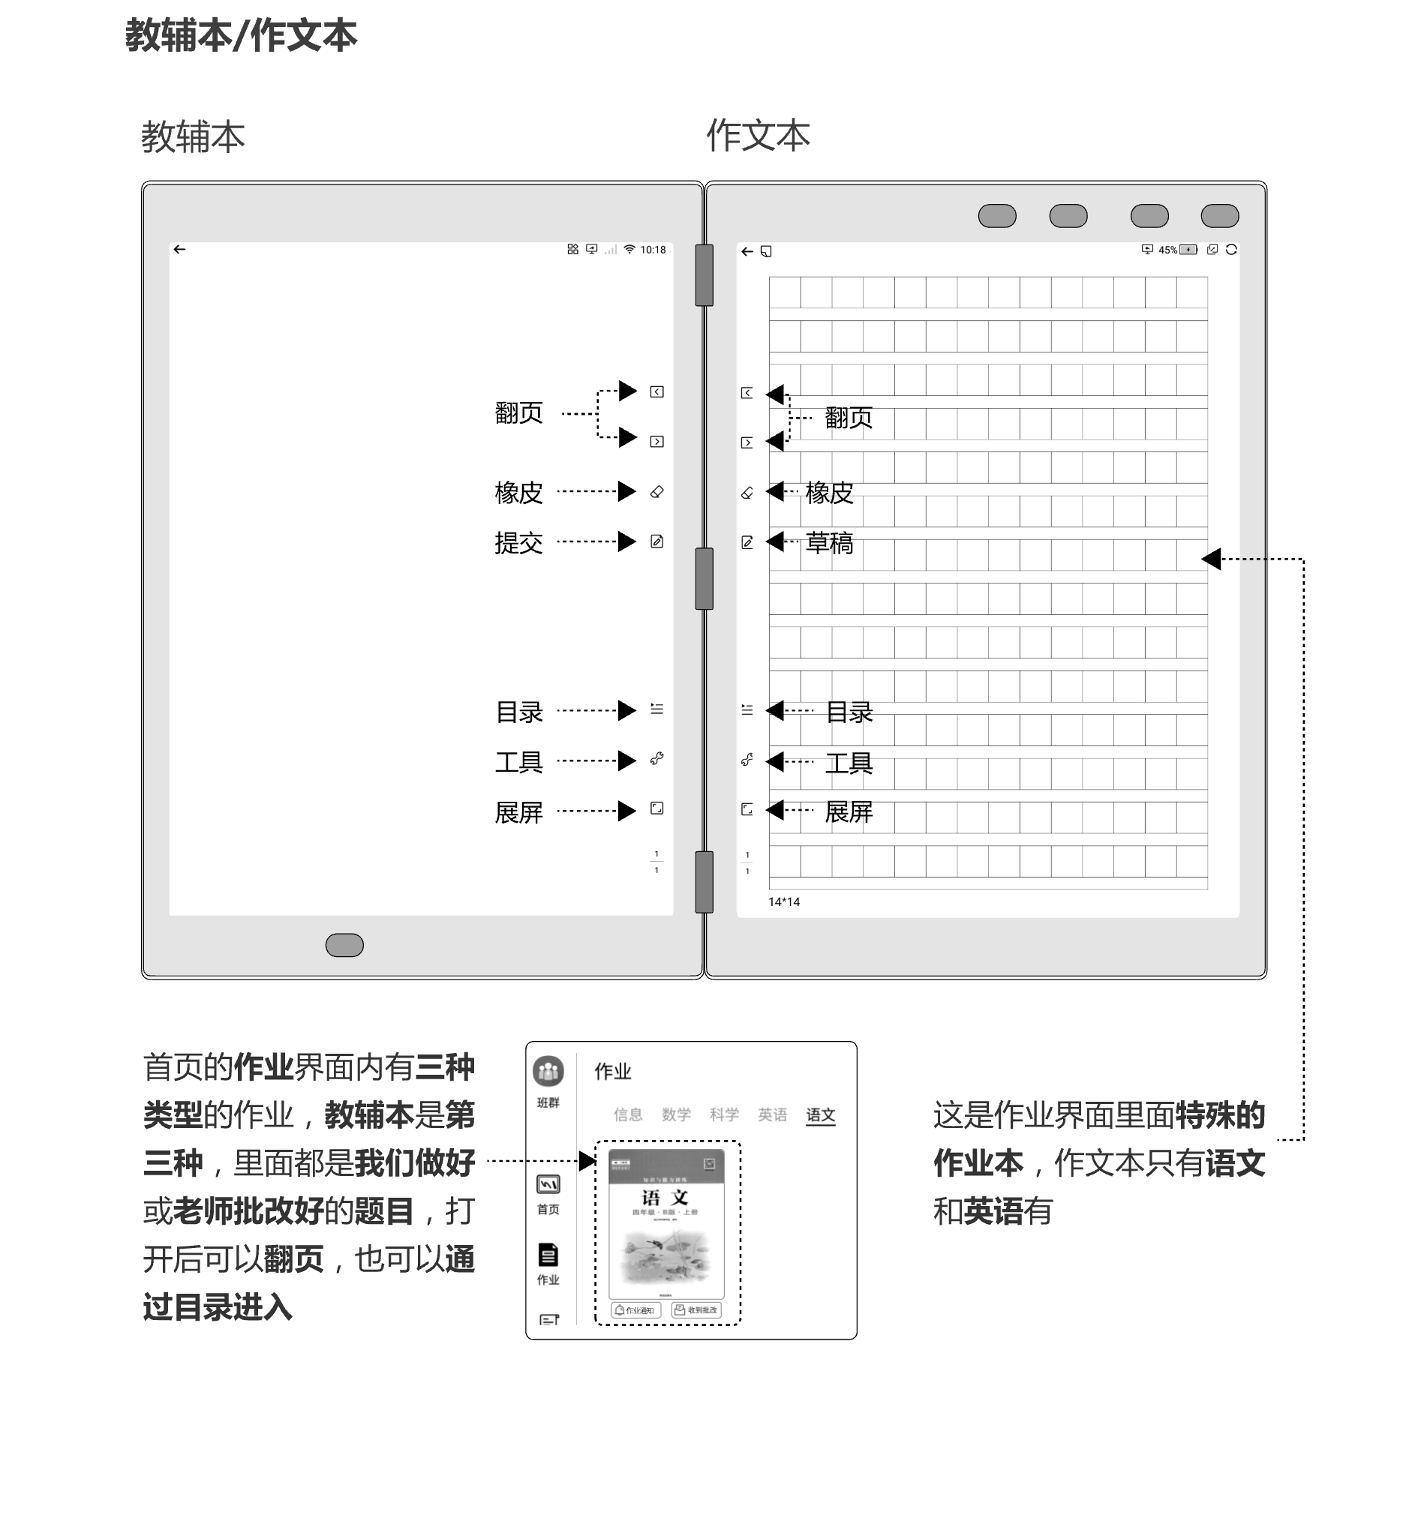 教辅本/作文本
教辅本
作文本
10:18
45%
翻页
橡皮
提交
目录
工具
展屏
1
1
翻页
橡皮
草稿
目录
工具
展屏
1
1
14*14
首页的作业界面内有三种
类型的作业，教辅本是第
三种，里面都是我们做好
或老师批改好的题目，打
开后可以翻页，也可以通
过目录进入
班群
首页
作业
作业
信息 数学 科学 英语 语文
知识与能力训练
语文
四年级·B版·上册
作业通知
收到批改
这是作业界面里面特殊的
作业本，作文本只有语文
和英语有